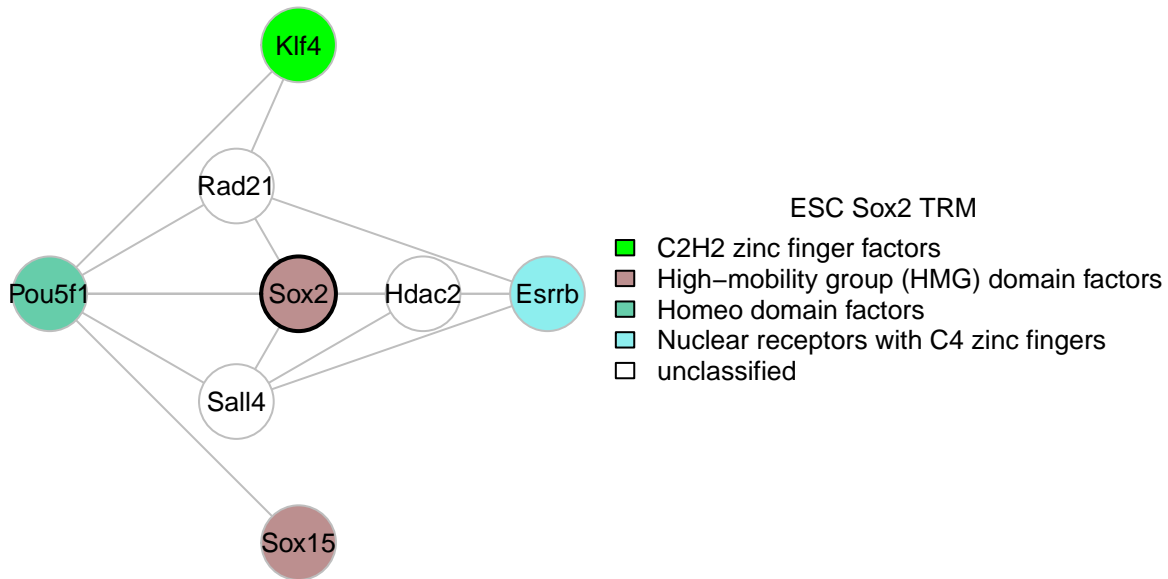 Klf4
Rad21
Pou5f1
Sox2
Hdac2
Esrrb
Sall4
Sox15
ESC Sox2 TRM
C2H2 zinc finger factors
High−mobility group (HMG) domain factors
Homeo domain factors
Nuclear receptors with C4 zinc fingers
unclassified